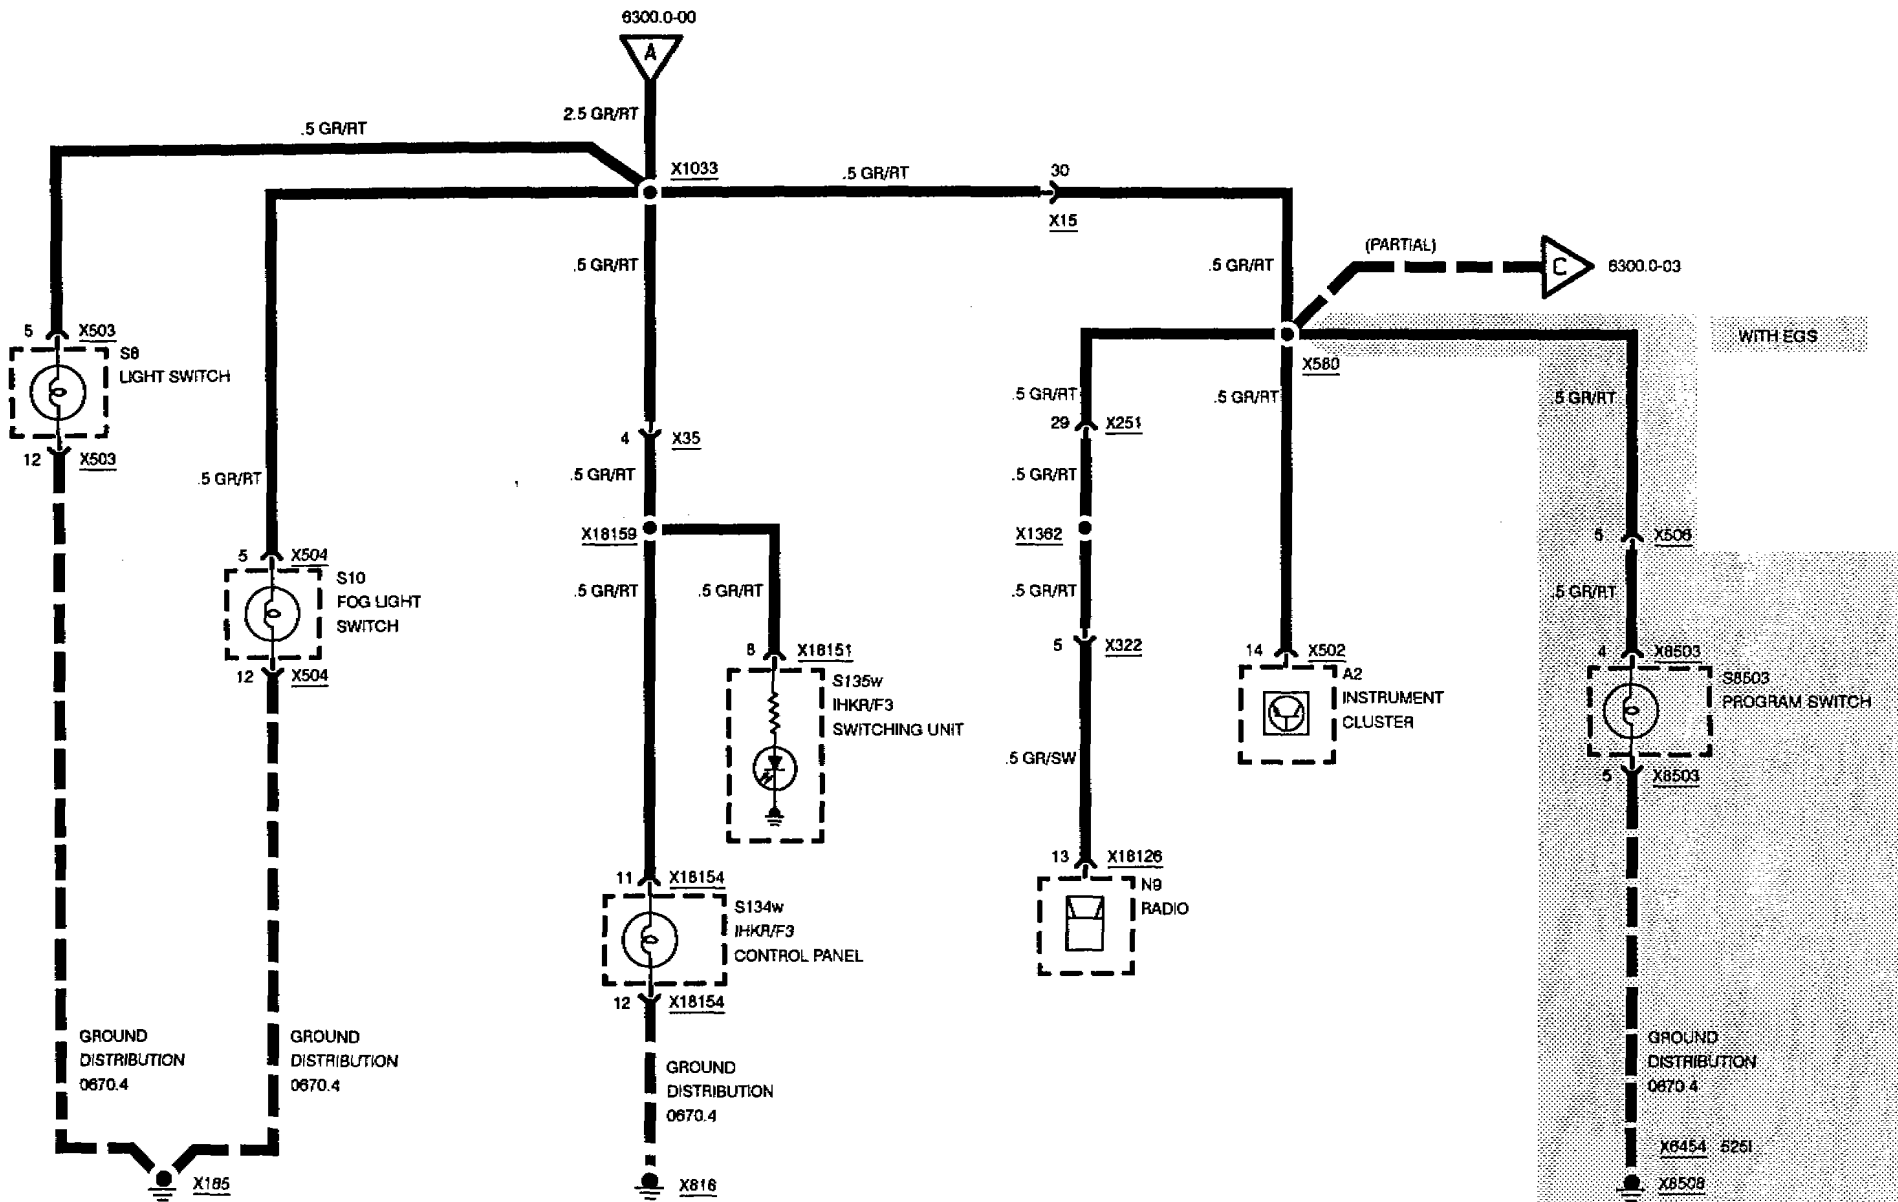 6300.0-00
A
2.5 GR/RT
.5 GR/RT
X1033
.5 GR/RT
30
X15
.5 GR/RT
.5 GR/RT
(PARTIAL)
C
6300.0-03
WITH EGS
X580
5 X503
S8
LIGHT SWITCH
12 X503
.5 GR/RT
5 X504
S10
FOG LIGHT
SWITCH
12 X504
4 X35
.5 GR/RT
X18159
.5 GR/RT
.5 GR/RT
8 X18151
S135w
IHKR/F3
SWITCHING UNIT
11 X18154
S134w
IHKR/F3
CONTROL PANEL
12 X18154
.5 GR/RT
29 X251
.5 GR/RT
X1362
.5 GR/RT
5 X322
.5 GR/SW
13 X18126
N9
RADIO
.5 GR/RT
14 X502
A2
INSTRUMENT
CLUSTER
.5 GR/RT
5 X506
.5 GR/RT
4 X8503
S8503
PROGRAM SWITCH
5 X8503
GROUND
DISTRIBUTION
0670.4
GROUND
DISTRIBUTION
0670.4
GROUND
DISTRIBUTION
0670.4
GROUND
DISTRIBUTION
0670.4
X165
X816
X6454 525I
X8508